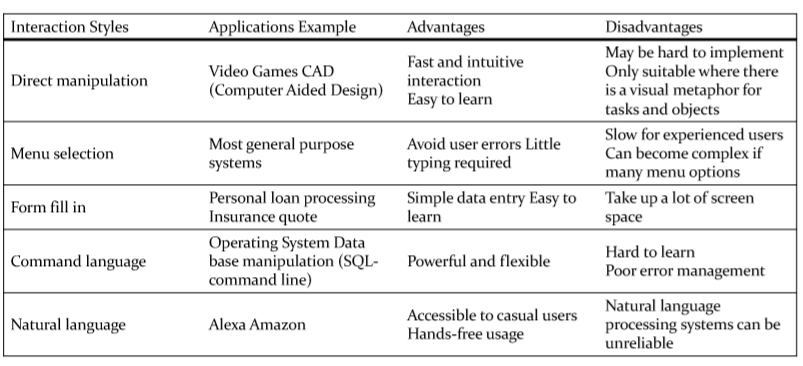 Interaction Styles Applications Example Advantages Disadvantages
Direct manipulation
Video Games CAD
(Computer Aided Design)
Fast and intuitive
interaction
Easy to learn
May be hard to implement
Only suitable where there
is a visual metaphor for
tasks and objects
Menu selection
Most general purpose
systems
Avoid user errors Little
typing required
Slow for experienced users
Can become complex if
many menu options
Form fill in
Personal loan processing
Insurance quote
Simple data entry Easy to
learn
Take up a lot of screen
space
Command language
Operating System Data
base manipulation (SQL-
command line)
Powerful and flexible
Hard to learn
Poor error management
Natural language
Alexa Amazon
Accessible to casual users
Hands-free usage
Natural language
processing systems can be
unreliable